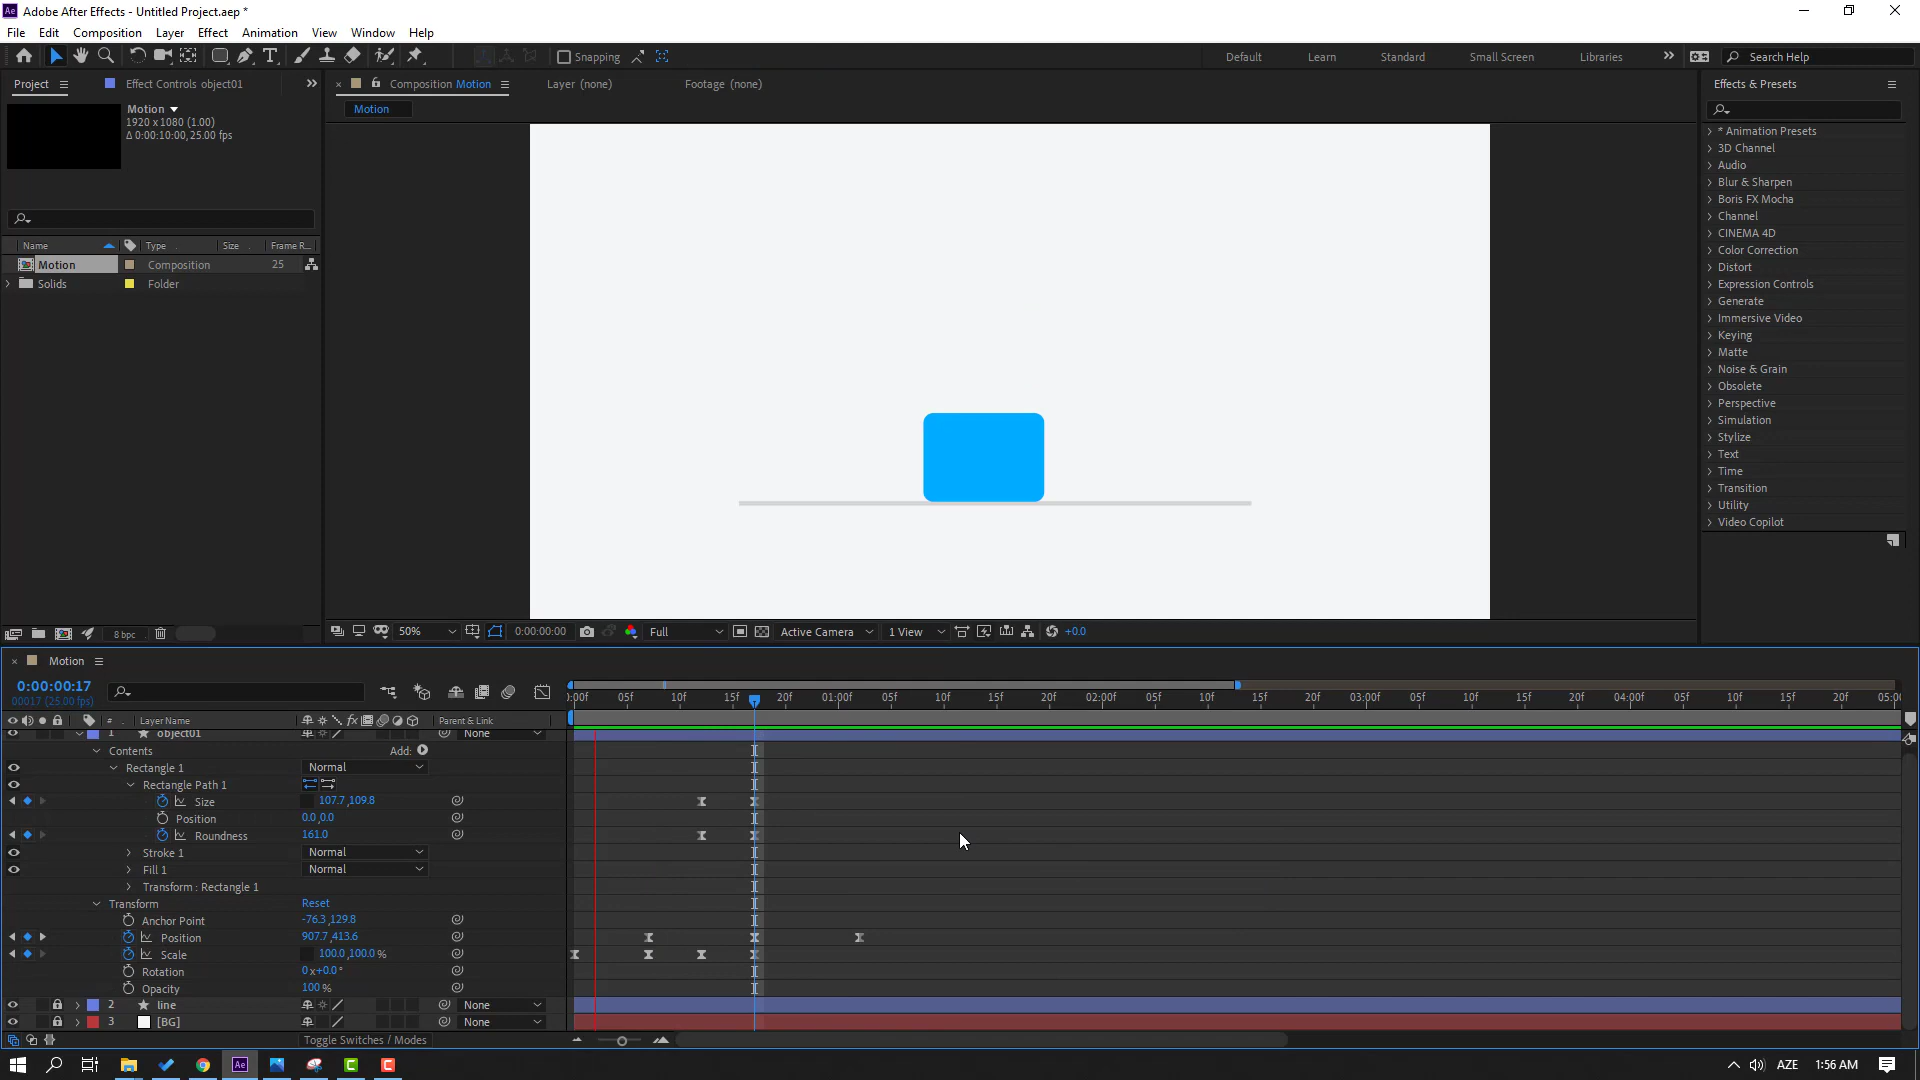 Ae Adobe After Effects - Untitled Project.aep *
File Edit Composition Layer Effect Animation View Window Help
Snapping Default Learn Standard Small Screen Libraries Search Help
Project Effect Controls object01 Composition Motion Layer (none) Footage (none) Effects & Presets
Motion
1920 x 1080 (1.00)
Δ 0:00:10:00, 25.00 fps
Motion
Name Type Size Frame R...
Motion Composition 25
Solids Folder
* Animation Presets
3D Channel
Audio
Blur & Sharpen
Boris FX Mocha
Channel
CINEMA 4D
Color Correction
Distort
Expression Controls
Generate
Immersive Video
Keying
Matte
Noise & Grain
Obsolete
Perspective
Simulation
Stylize
Text
Time
Transition
Utility
Video Copilot
8 bpc
50% 0:00:00:00 Full Active Camera 1 View +0.0
Motion
0:00:00:17
00017 (25.00 fps)
):00f 05f 10f 15f 20f 01:00f 05f 10f 15f 20f 02:00f 05f 10f 15f 20f 03:00f 05f 10f 15f 20f 04:00f 05f 10f 15f 20f 05:00
# Layer Name Parent & Link
1 object01 None
Contents Add:
Rectangle 1 Normal
Rectangle Path 1
Size 107.7,109.8
Position 0.0,0.0
Roundness 161.0
Stroke 1 Normal
Fill 1 Normal
Transform : Rectangle 1
Transform Reset
Anchor Point -76.3,129.8
Position 907.7,413.6
Scale 100.0,100.0 %
Rotation 0x+0.0°
Opacity 100 %
2 line None
3 [BG] None
Toggle Switches / Modes
Ae AZE 1:56 AM